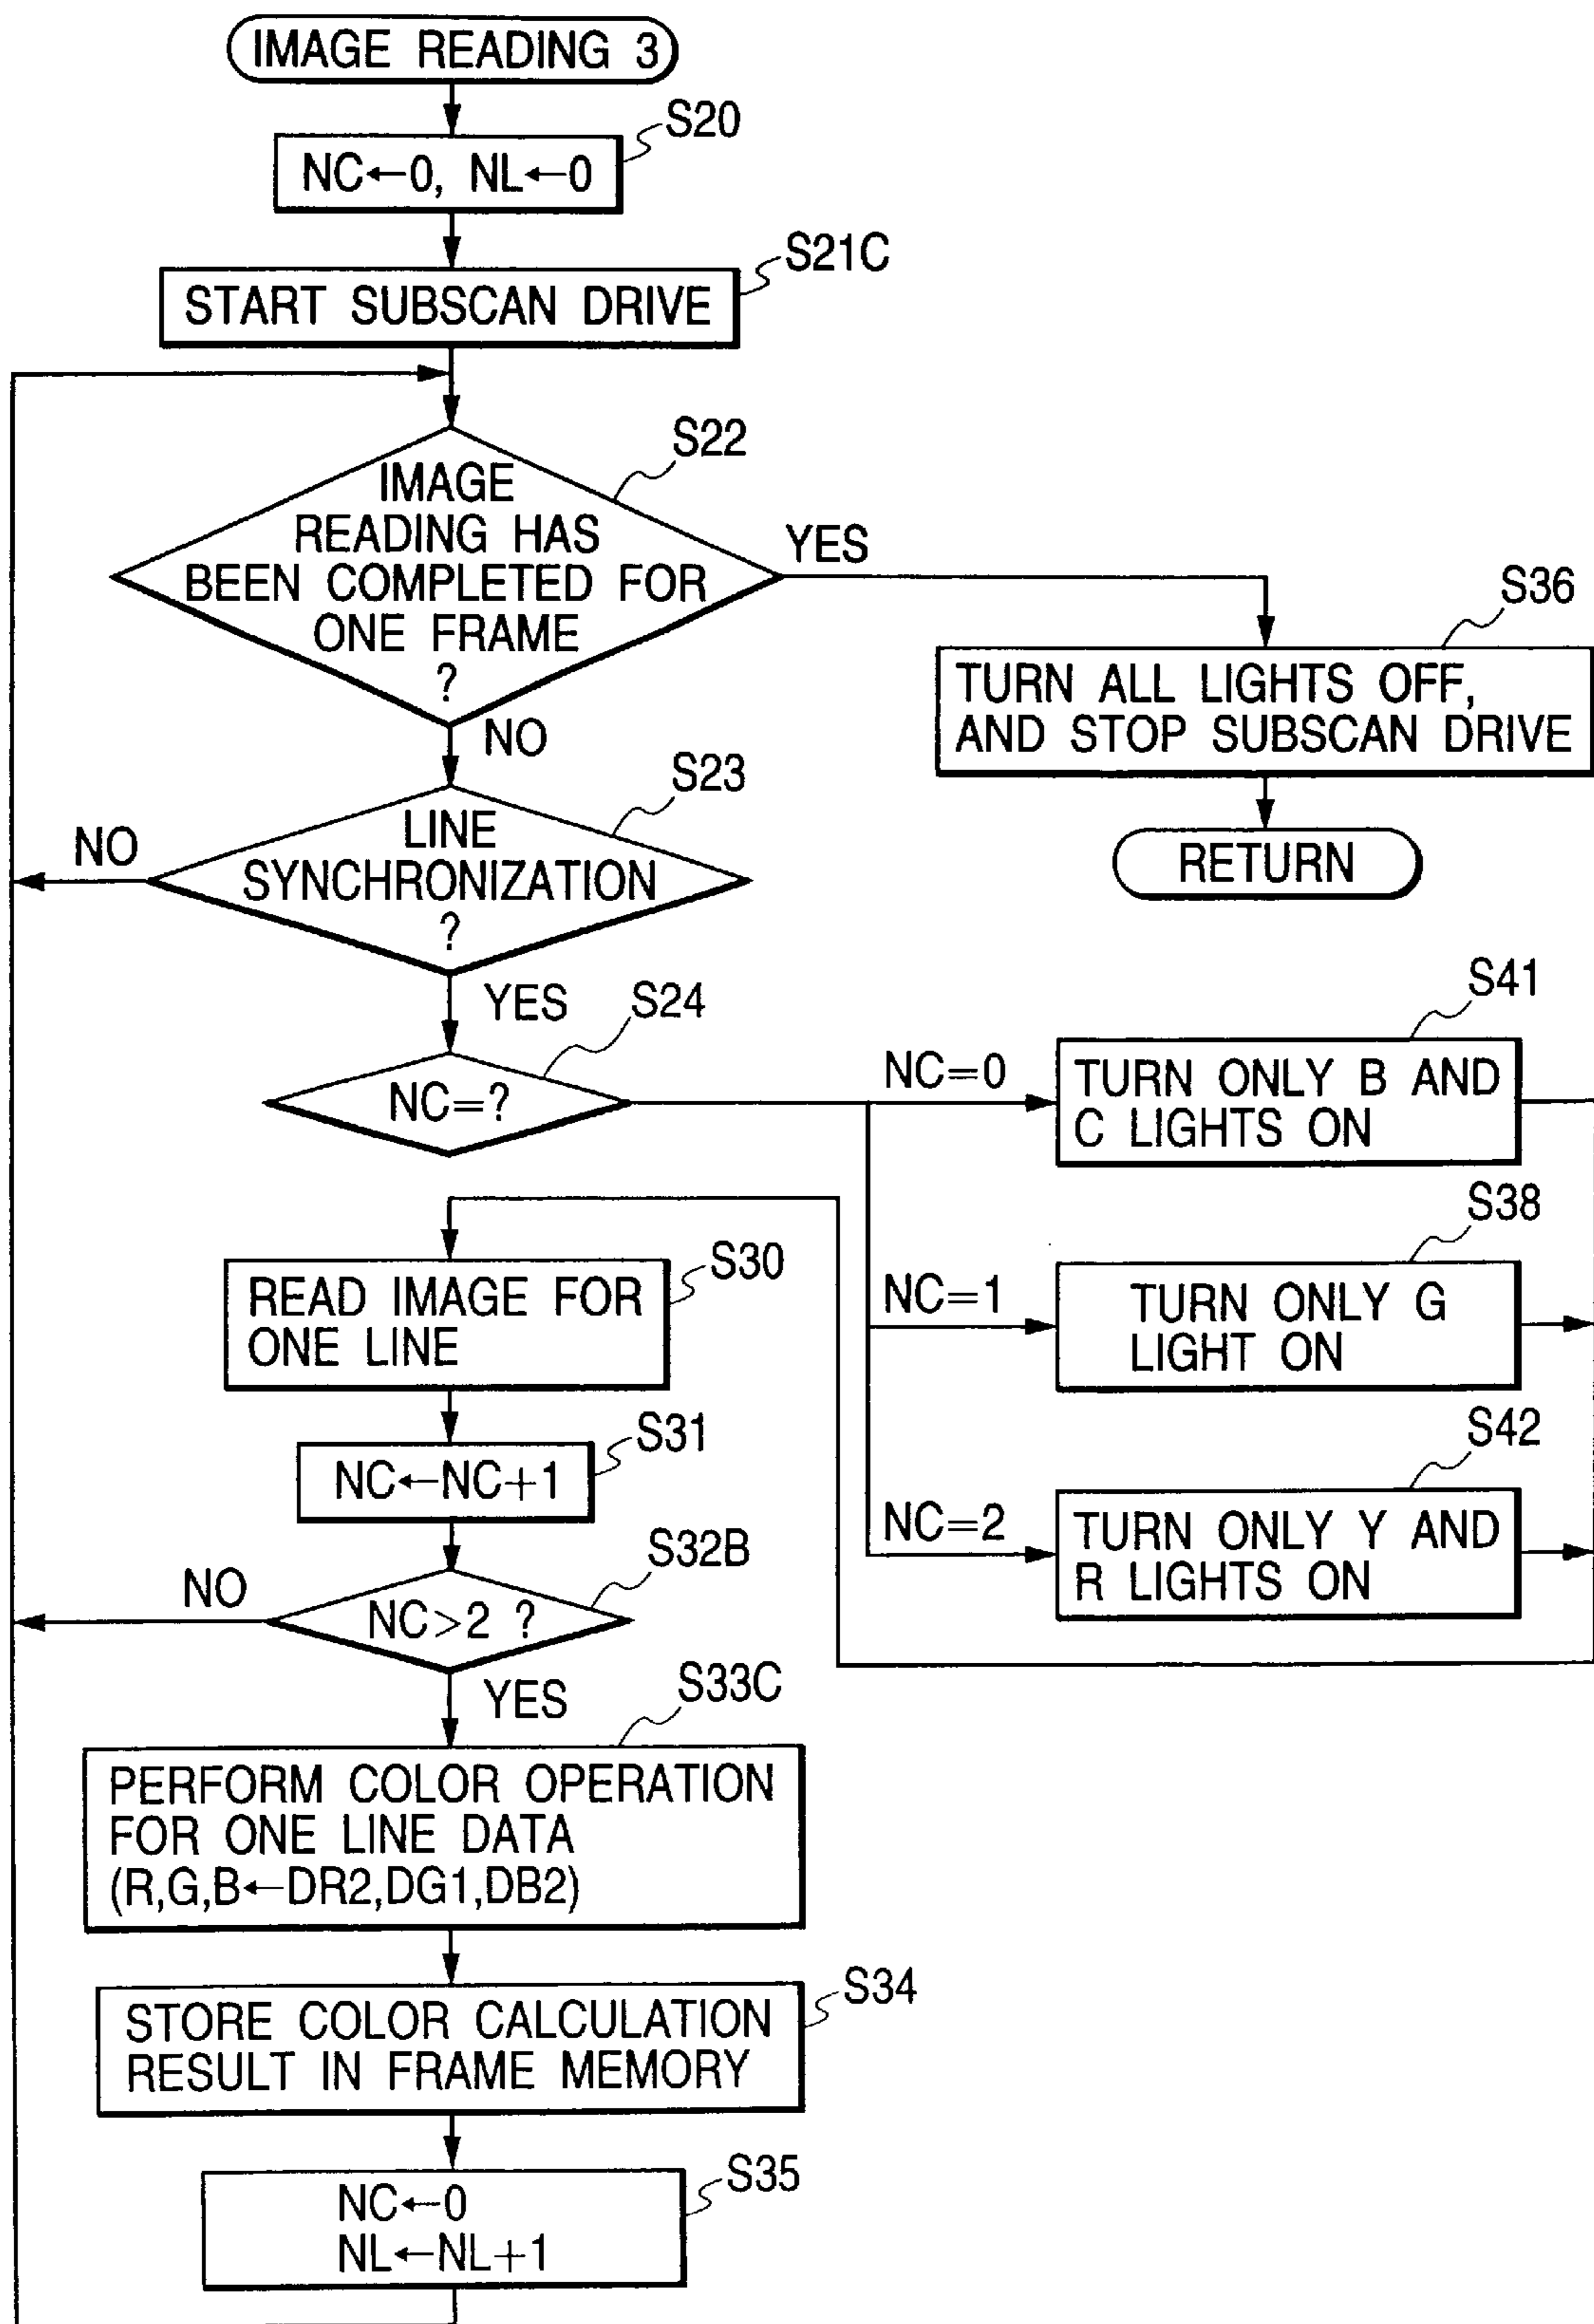 IMAGE READING 3
S20
NC←0, NL←0
S21C
START SUBSCAN DRIVE
S22
IMAGE
READING HAS
BEEN COMPLETED FOR
ONE FRAME
?
YES
NO
S36
TURN ALL LIGHTS OFF,
AND STOP SUBSCAN DRIVE
RETURN
S23
LINE
SYNCHRONIZATION
?
NO
YES
S24
NC=?
NC=0
S41
TURN ONLY B AND
C LIGHTS ON
NC=1
S38
TURN ONLY G
LIGHT ON
NC=2
S42
TURN ONLY Y AND
R LIGHTS ON
S30
READ IMAGE FOR
ONE LINE
S31
NC←NC+1
S32B
NC>2 ?
NO
YES
S33C
PERFORM COLOR OPERATION
FOR ONE LINE DATA
(R,G,B←DR2,DG1,DB2)
S34
STORE COLOR CALCULATION
RESULT IN FRAME MEMORY
S35
NC←0
NL←NL+1